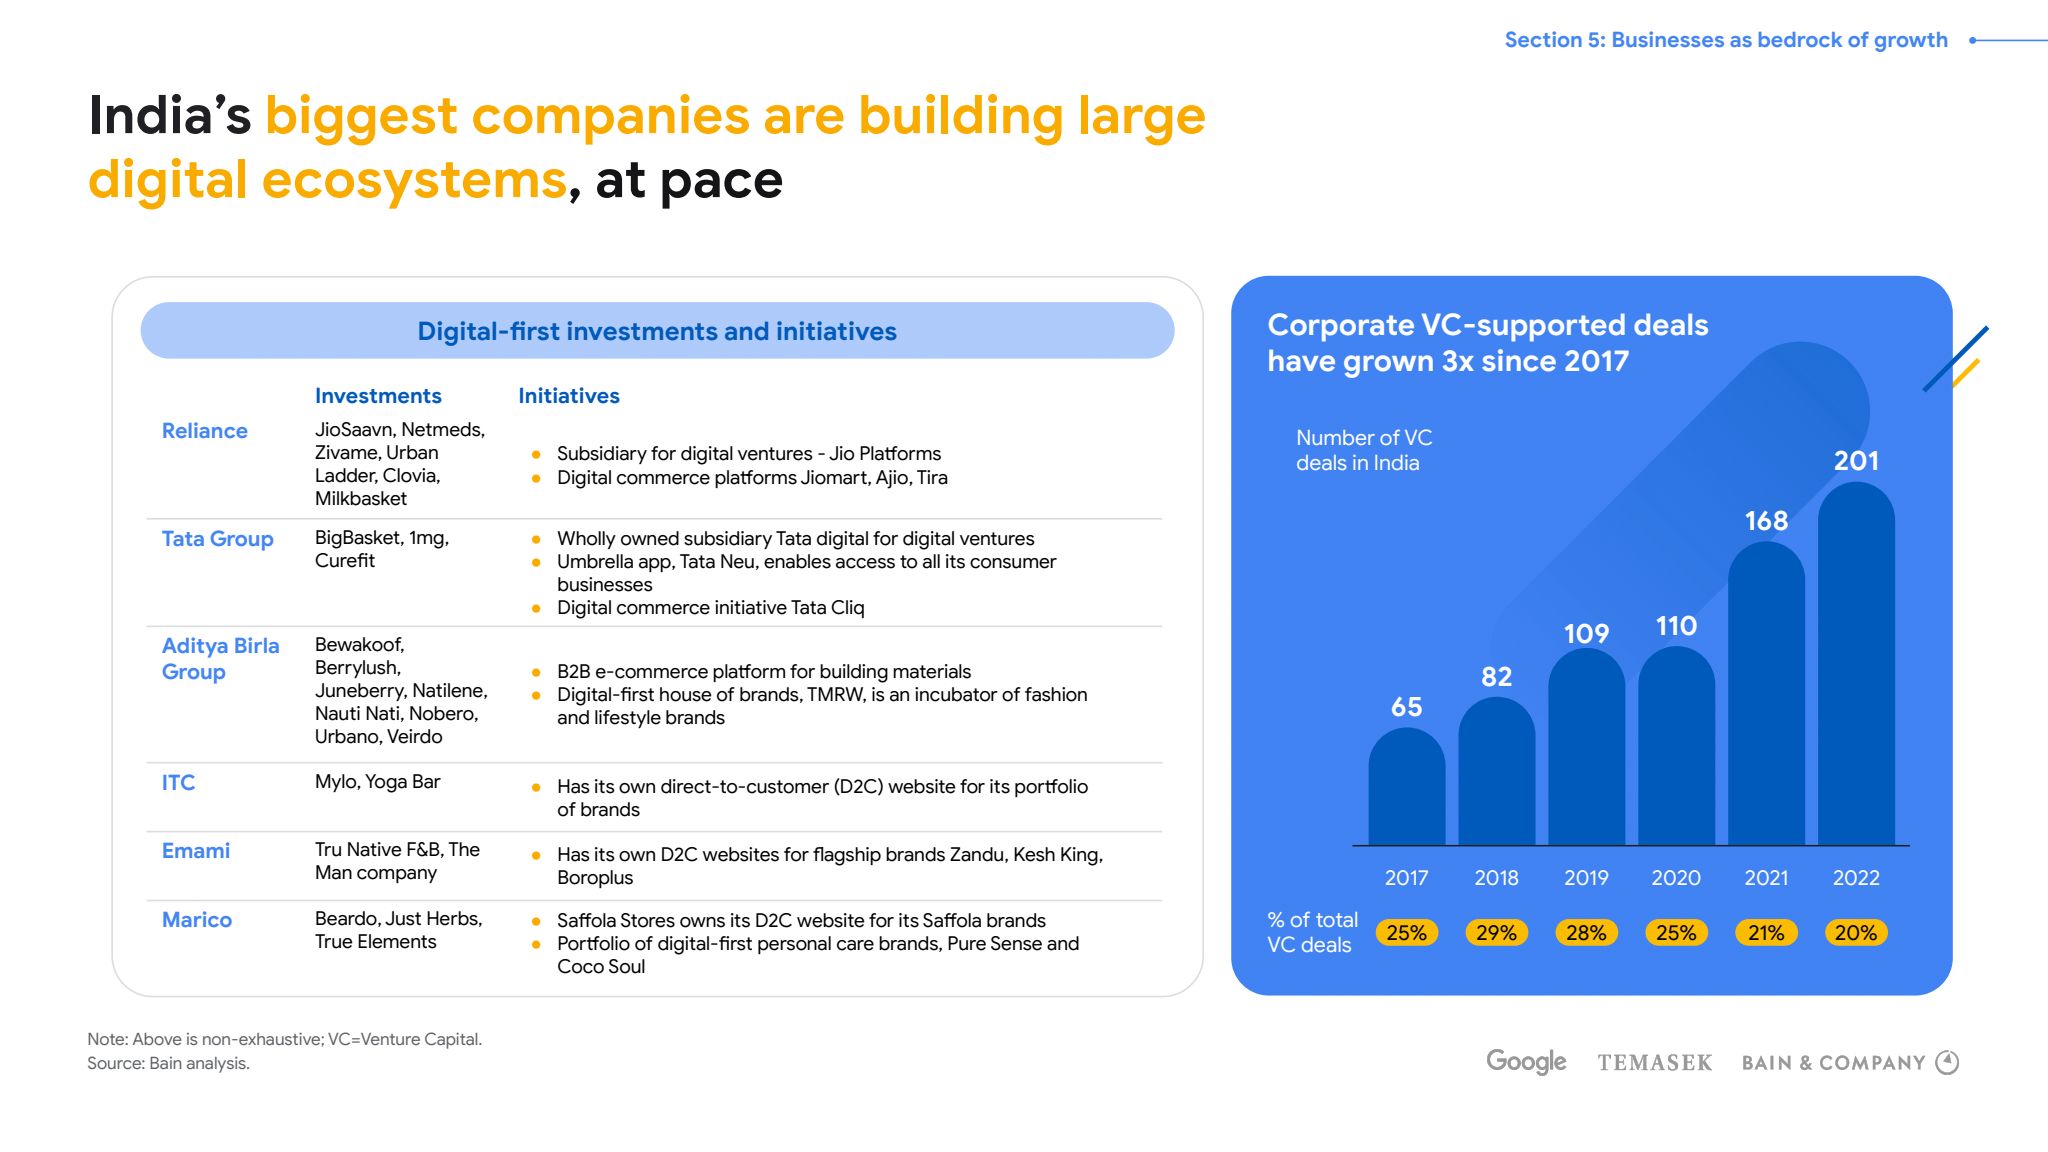 Section 5: Businesses as bedrock of growth
India's biggest companies are building large
digital ecosystems, at pace
Digital-first investments and initiatives
Investments
Initiatives
Reliance
JioSaavn, Netmeds,
Zivame, Urban
Ladder, Clovia,
Milkbasket
● Subsidiary for digital ventures - Jio Platforms
● Digital commerce platforms Jiomart, Ajio, Tira
Tata Group
BigBasket, 1mg,
Curefit
● Wholly owned subsidiary Tata digital for digital ventures
● Umbrella app, Tata Neu, enables access to all its consumer
businesses
● Digital commerce initiative Tata Cliq
Aditya Birla
Group
Bewakoof,
Berrylush,
Juneberry, Natilene,
Nauti Nati, Nobero,
Urbano, Veirdo
● B2B e-commerce platform for building materials
● Digital-first house of brands, TMRW, is an incubator of fashion
and lifestyle brands
ITC
Mylo, Yoga Bar
● Has its own direct-to-customer (D2C) website for its portfolio
of brands
Emami
Tru Native F&B, The
Man company
● Has its own D2C websites for flagship brands Zandu, Kesh King,
Boroplus
Marico
Beardo, Just Herbs,
True Elements
● Saffola Stores owns its D2C website for its Saffola brands
● Portfolio of digital-first personal care brands, Pure Sense and
Coco Soul
Corporate VC-supported deals
have grown 3x since 2017
Number of VC
deals in India
65
82
109
110
168
201
2017
2018
2019
2020
2021
2022
% of total
VC deals
25%
29%
28%
25%
21%
20%
Note: Above is non-exhaustive; VC=Venture Capital.
Source: Bain analysis.
Google
TEMASEK
BAIN & COMPANY